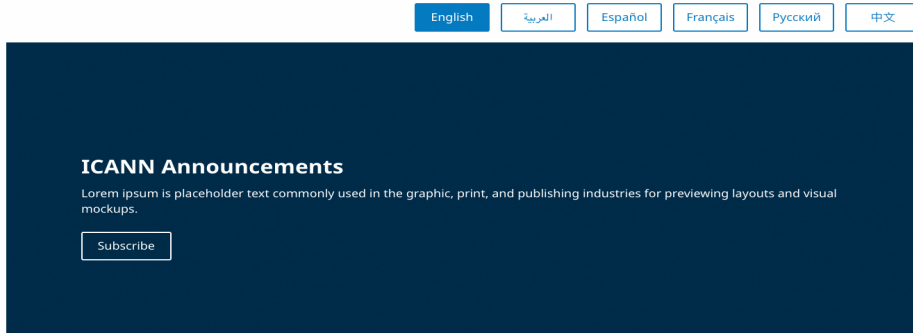 English
العربية
Español
Français
Русский
中文
ICANN Announcements
Lorem ipsum is placeholder text commonly used in the graphic, print, and publishing industries for previewing layouts and visual
mockups.
Subscribe